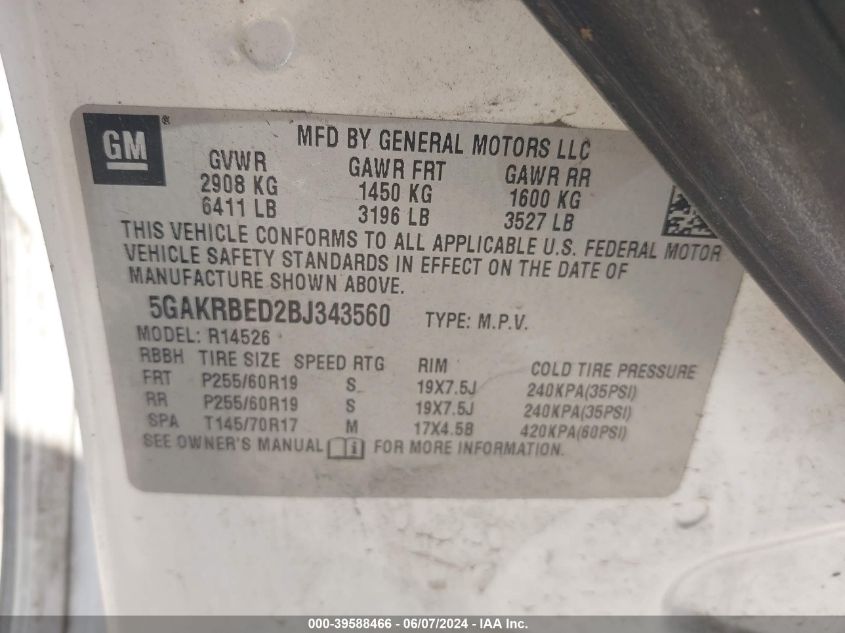 GM ®
MFD BY GENERAL MOTORS LLC
GVWR GAWR FRT GAWR RR
2908 KG 1450 KG 1600 KG
6411 LB 3196 LB 3527 LB
THIS VEHICLE CONFORMS TO ALL APPLICABLE U.S. FEDERAL MOTOR
VEHICLE SAFETY STANDARDS IN EFFECT ON THE DATE OF
MANUFACTURE SHOWN ABOVE.
5GAKRBED2BJ343560 TYPE: M.P.V.
MODEL: R14526
RBBH TIRE SIZE SPEED RTG RIM COLD TIRE PRESSURE
FRT P255/60R19 S 19X7.5J 240KPA(35PSI)
RR P255/60R19 S 19X7.5J 240KPA(35PSI)
SPA T145/70R17 M 17X4.5B 420KPA(60PSI)
SEE OWNER'S MANUAL i FOR MORE INFORMATION.
000-39588466 - 06/07/2024 - IAA Inc.